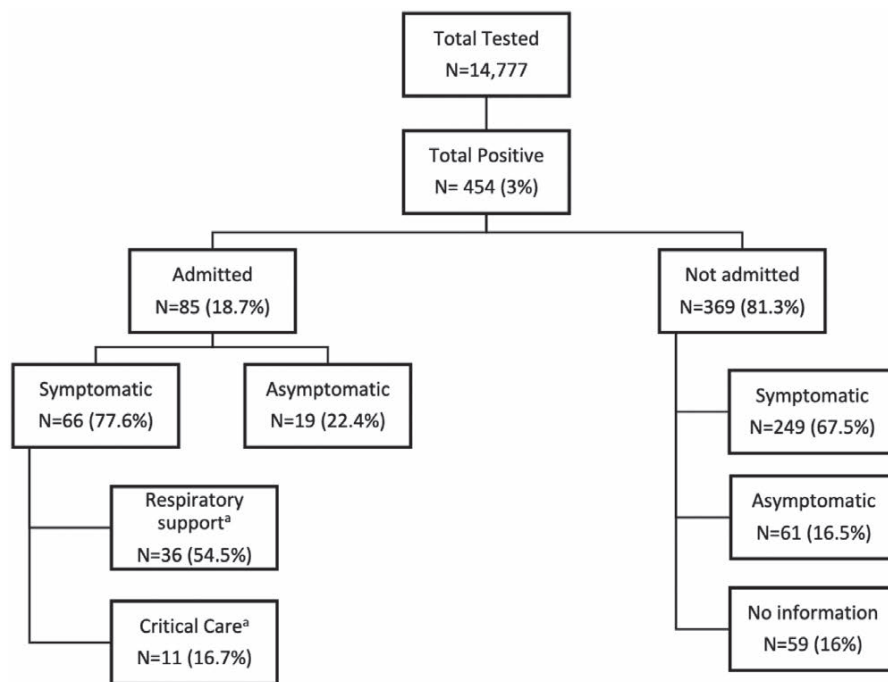 Total Tested
N=14,777
Total Positive
N= 454 (3%)
Admitted
N=85 (18.7%)
Not admitted
N=369 (81.3%)
Symptomatic
N=66 (77.6%)
Asymptomatic
N=19 (22.4%)
Respiratory
supportᵃ
N=36 (54.5%)
Critical Careᵃ
N=11 (16.7%)
Symptomatic
N=249 (67.5%)
Asymptomatic
N=61 (16.5%)
No information
N=59 (16%)